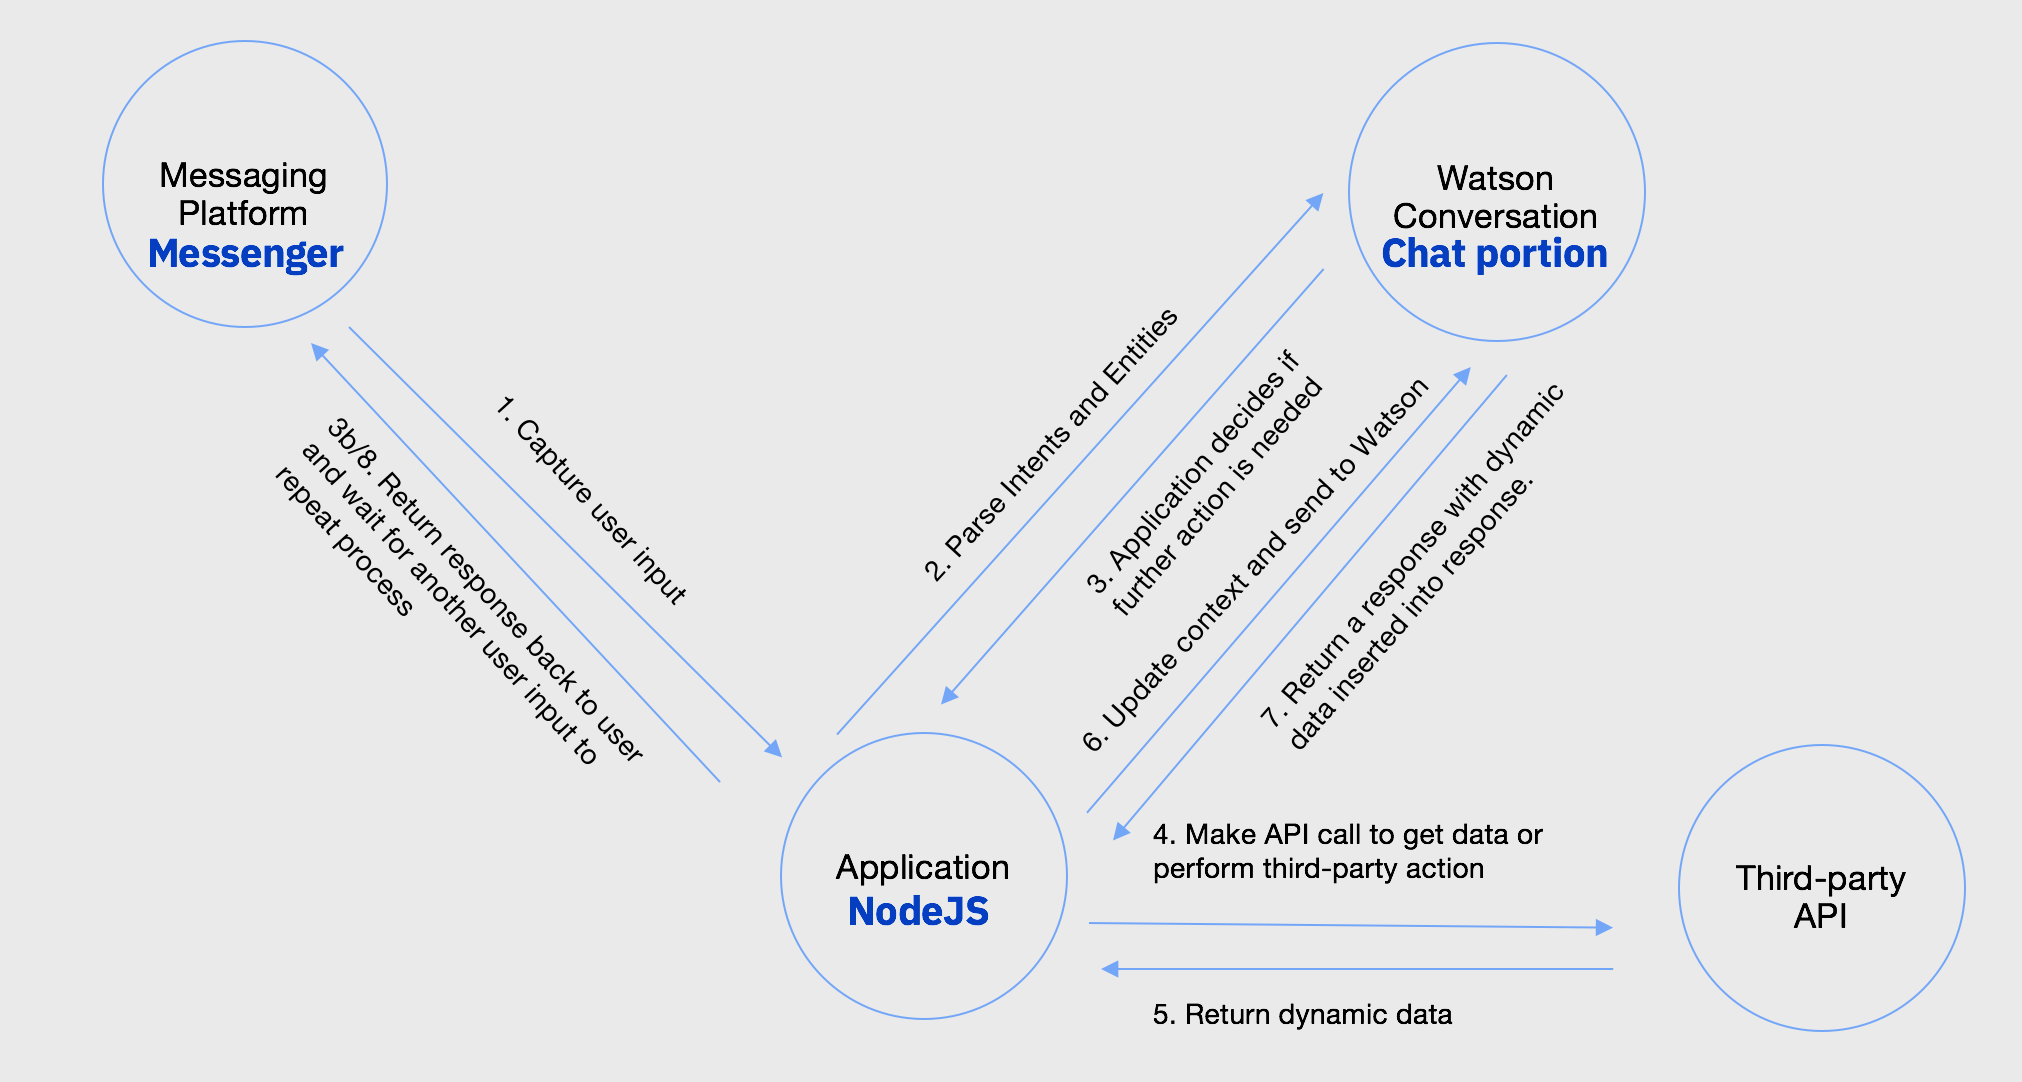 Messaging
Platform
Messenger
Watson
Conversation
Chat portion
1. Capture user input
3b/8. Return response back to user
and wait for another user input to
repeat process
2. Parse Intents and Entities
3. Application decides if
further action is needed
6. Update context and send to Watson
7. Return a response with dynamic
data inserted into response.
4. Make API call to get data or
perform third-party action
Application
NodeJS
Third-party
API
5. Return dynamic data